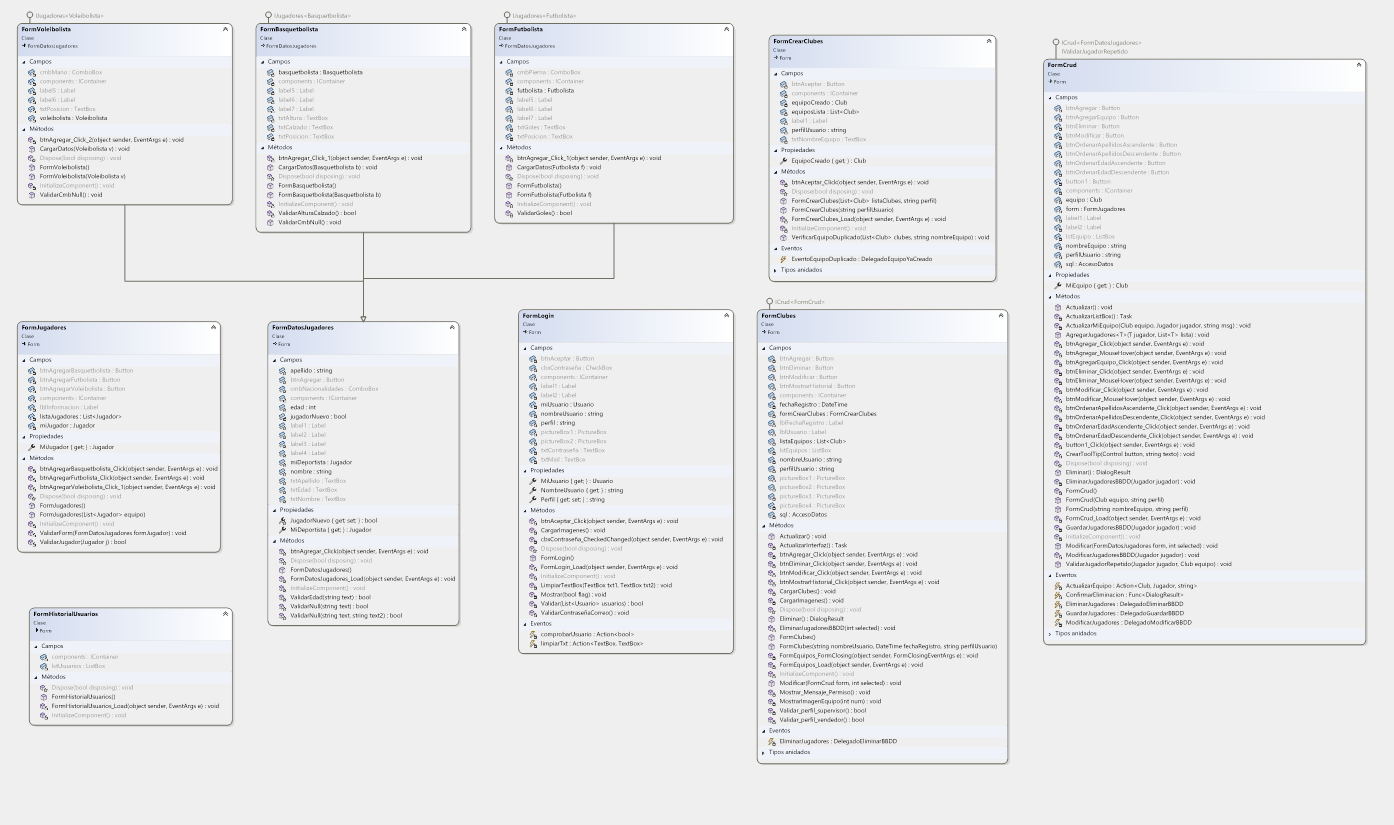 IJugadores<Voleibolista>
FormVoleibolista
Clase
FormDatosJugadores
Campos
cmbMano : ComboBox
components : IContainer
label5 : Label
label6 : Label
txtPosicion : TextBox
voleibolista : Voleibolista
Métodos
btnAgregar_Click_2(object sender, EventArgs e) : void
CargarDatos(Voleibolista v) : void
Dispose(bool disposing) : void
FormVoleibolista()
FormVoleibolista(Voleibolista v)
InitializeComponent() : void
ValidarCmbNull() : void
IJugadores<Basquetbolista>
FormBasquetbolista
Clase
FormDatosJugadores
Campos
basquetbolista : Basquetbolista
components : IContainer
label5 : Label
label6 : Label
label7 : Label
txtAltura : TextBox
txtCalzado : TextBox
txtPosicion : TextBox
Métodos
btnAgregar_Click_1(object sender, EventArgs e) : void
CargarDatos(Basquetbolista b) : void
Dispose(bool disposing) : void
FormBasquetbolista()
FormBasquetbolista(Basquetbolista b)
InitializeComponent() : void
ValidarAlturaCalzado() : bool
ValidarCmbNull() : void
IJugadores<Futbolista>
FormFutbolista
Clase
FormDatosJugadores
Campos
cmbPierna : ComboBox
components : IContainer
futbolista : Futbolista
label5 : Label
label6 : Label
label7 : Label
txtGoles : TextBox
txtPosicion : TextBox
Métodos
btnAgregar_Click_1(object sender, EventArgs e) : void
CargarDatos(Futbolista f) : void
Dispose(bool disposing) : void
FormFutbolista()
FormFutbolista(Futbolista f)
InitializeComponent() : void
ValidarGoles() : bool
FormCrearClubes
Clase
Form
Campos
btnAceptar : Button
components : IContainer
equipoCreado : Club
equiposLista : List<Club>
label1 : Label
perfilUsuario : string
txtNombreEquipo : TextBox
Propiedades
EquipoCreado { get; } : Club
Métodos
btnAceptar_Click(object sender, EventArgs e) : void
Dispose(bool disposing) : void
FormCrearClubes(List<Club> listaClubes, string perfil)
FormCrearClubes(string perfilUsuario)
FormCrearClubes_Load(object sender, EventArgs e) : void
InitializeComponent() : void
VerificarEquipoDuplicado(List<Club> clubes, string nombreEquipo) : void
Eventos
EventoEquipoDuplicado : DelegadoEquipoYaCreado
Tipos anidados
ICrud<FormDatosJugadores>
IValidarJugadorRepetido
FormCrud
Clase
Form
Campos
btnAgregar : Button
btnAgregarEquipo : Button
btnEliminar : Button
btnModificar : Button
btnOrdenarApellidosAscendente : Button
btnOrdenarApellidosDescendente : Button
btnOrdenarEdadAscendente : Button
btnOrdenarEdadDescendente : Button
button1 : Button
components : IContainer
equipo : Club
form : FormJugadores
label1 : Label
label2 : Label
lstEquipo : ListBox
nombreEquipo : string
perfilUsuario : string
sql : AccesoDatos
Propiedades
MiEquipo { get; } : Club
Métodos
Actualizar() : void
ActualizarListBox() : Task
ActualizarMiEquipo(Club equipo, Jugador jugador, string msg) : void
AgregarJugadores<T>(T jugador, List<T> lista) : void
btnAgregar_Click(object sender, EventArgs e) : void
btnAgregar_MouseHover(object sender, EventArgs e) : void
btnAgregarEquipo_Click(object sender, EventArgs e) : void
btnEliminar_Click(object sender, EventArgs e) : void
btnEliminar_MouseHover(object sender, EventArgs e) : void
btnModificar_Click(object sender, EventArgs e) : void
btnModificar_MouseHover(object sender, EventArgs e) : void
btnOrdenarApellidosAscendente_Click(object sender, EventArgs e) : void
btnOrdenarApellidosDescendente_Click(object sender, EventArgs e) : void
btnOrdenarEdadAscendente_Click(object sender, EventArgs e) : void
btnOrdenarEdadDescendente_Click(object sender, EventArgs e) : void
button1_Click(object sender, EventArgs e) : void
CrearToolTip(Control button, string texto) : void
Dispose(bool disposing) : void
Eliminar() : DialogResult
EliminarJugadoresBBDD(Jugador jugador) : void
FormCrud()
FormCrud(Club equipo, string perfil)
FormCrud(string nombreEquipo, string perfil)
FormCrud_Load(object sender, EventArgs e) : void
GuardarJugadoresBBDD(Jugador jugador) : void
InitializeComponent() : void
Modificar(FormDatosJugadores form, int selected) : void
ModificarJugadoresBBDD(Jugador jugador) : void
ValidarJugadorRepetido(Jugador jugador, Club equipo) : void
Eventos
ActualizarEquipo : Action<Club, Jugador, string>
ConfirmarEliminacion : Func<DialogResult>
EliminarJugadores : DelegadoEliminarBBDD
GuardarJugadores : DelegadoGuardarBBDD
ModificarJugadores : DelegadoModificarBBDD
Tipos anidados
FormJugadores
Clase
Form
Campos
btnAgregarBasquetbolista : Button
btnAgregarFutbolista : Button
btnAgregarVoleibolista : Button
components : IContainer
lblInformacion : Label
listaJugadores : List<Jugador>
miJugador : Jugador
Propiedades
MiJugador { get; } : Jugador
Métodos
btnAgregarBasquetbolista_Click(object sender, EventArgs e) : void
btnAgregarFutbolista_Click(object sender, EventArgs e) : void
btnAgregarVoleibolista_Click_1(object sender, EventArgs e) : void
Dispose(bool disposing) : void
FormJugadores()
FormJugadores(List<Jugador> equipo)
InitializeComponent() : void
ValidarForm(FormDatosJugadores formJugador) : void
ValidarJugador(Jugador j) : bool
FormDatosJugadores
Clase
Form
Campos
apellido : string
btnAgregar : Button
cmbNacionalidades : ComboBox
components : IContainer
edad : int
jugadorNuevo : bool
label1 : Label
label2 : Label
label3 : Label
label4 : Label
miDeportista : Jugador
nombre : string
txtApellido : TextBox
txtEdad : TextBox
txtNombre : TextBox
Propiedades
JugadorNuevo { get; set; } : bool
MiDeportista { get; } : Jugador
Métodos
btnAgregar_Click(object sender, EventArgs e) : void
Dispose(bool disposing) : void
FormDatosJugadores()
FormDatosJugadores_Load(object sender, EventArgs e) : void
InitializeComponent() : void
ValidarEdad(string text) : bool
ValidarNull(string text) : bool
ValidarNull(string text, string text2) : bool
FormLogin
Clase
Form
Campos
btnAceptar : Button
cbxContraseña : CheckBox
components : IContainer
label1 : Label
label2 : Label
miUsuario : Usuario
nombreUsuario : string
perfil : string
pictureBox1 : PictureBox
pictureBox2 : PictureBox
txtContraseña : TextBox
txtMail : TextBox
Propiedades
MiUsuario { get; } : Usuario
NombreUsuario { get; } : string
Perfil { get; set; } : string
Métodos
btnAceptar_Click(object sender, EventArgs e) : void
CargarImagenes() : void
cbxContraseña_CheckedChanged(object sender, EventArgs e) : void
Dispose(bool disposing) : void
FormLogin()
FormLogin_Load(object sender, EventArgs e) : void
InitializeComponent() : void
LimpiarTextBox(TextBox txt1, TextBox txt2) : void
Mostrar(bool flag) : void
Validar(List<Usuario> usuarios) : bool
ValidarContraseñaCorreo() : void
Eventos
comprobarUsuario : Action<bool>
limpiarTxt : Action<TextBox, TextBox>
ICrud<FormCrud>
FormClubes
Clase
Form
Campos
btnAgregar : Button
btnEliminar : Button
btnModificar : Button
btnMostrarHistorial : Button
components : IContainer
fechaRegistro : DateTime
formCrearClubes : FormCrearClubes
lblFechaRegistro : Label
lblUsuario : Label
listaEquipos : List<Club>
lstEquipos : ListBox
nombreUsuario : string
perfilUsuario : string
pictureBox1 : PictureBox
pictureBox2 : PictureBox
pictureBox3 : PictureBox
pictureBox4 : PictureBox
sql : AccesoDatos
Métodos
Actualizar() : void
ActualizarInterfaz() : Task
btnAgregar_Click(object sender, EventArgs e) : void
btnEliminar_Click(object sender, EventArgs e) : void
btnModificar_Click(object sender, EventArgs e) : void
btnMostrarHistorial_Click(object sender, EventArgs e) : void
CargarClubes() : void
CargarImagenes() : void
Dispose(bool disposing) : void
Eliminar() : DialogResult
EliminarJugadoresBBDD(int selected) : void
FormClubes()
FormClubes(string nombreUsuario, DateTime fechaRegistro, string perfilUsuario)
FormEquipos_FormClosing(object sender, FormClosingEventArgs e) : void
FormEquipos_Load(object sender, EventArgs e) : void
InitializeComponent() : void
Modificar(FormCrud form, int selected) : void
Mostrar_Mensaje_Permiso() : void
MostrarImagenEquipo(int num) : void
Validar_perfil_supervisor() : bool
Validar_perfil_vendedor() : bool
Eventos
EliminarJugadores : DelegadoEliminarBBDD
Tipos anidados
FormHistorialUsuarios
Clase
Form
Campos
components : IContainer
lstUsuarios : ListBox
Métodos
Dispose(bool disposing) : void
FormHistorialUsuarios()
FormHistorialUsuarios_Load(object sender, EventArgs e) : void
InitializeComponent() : void